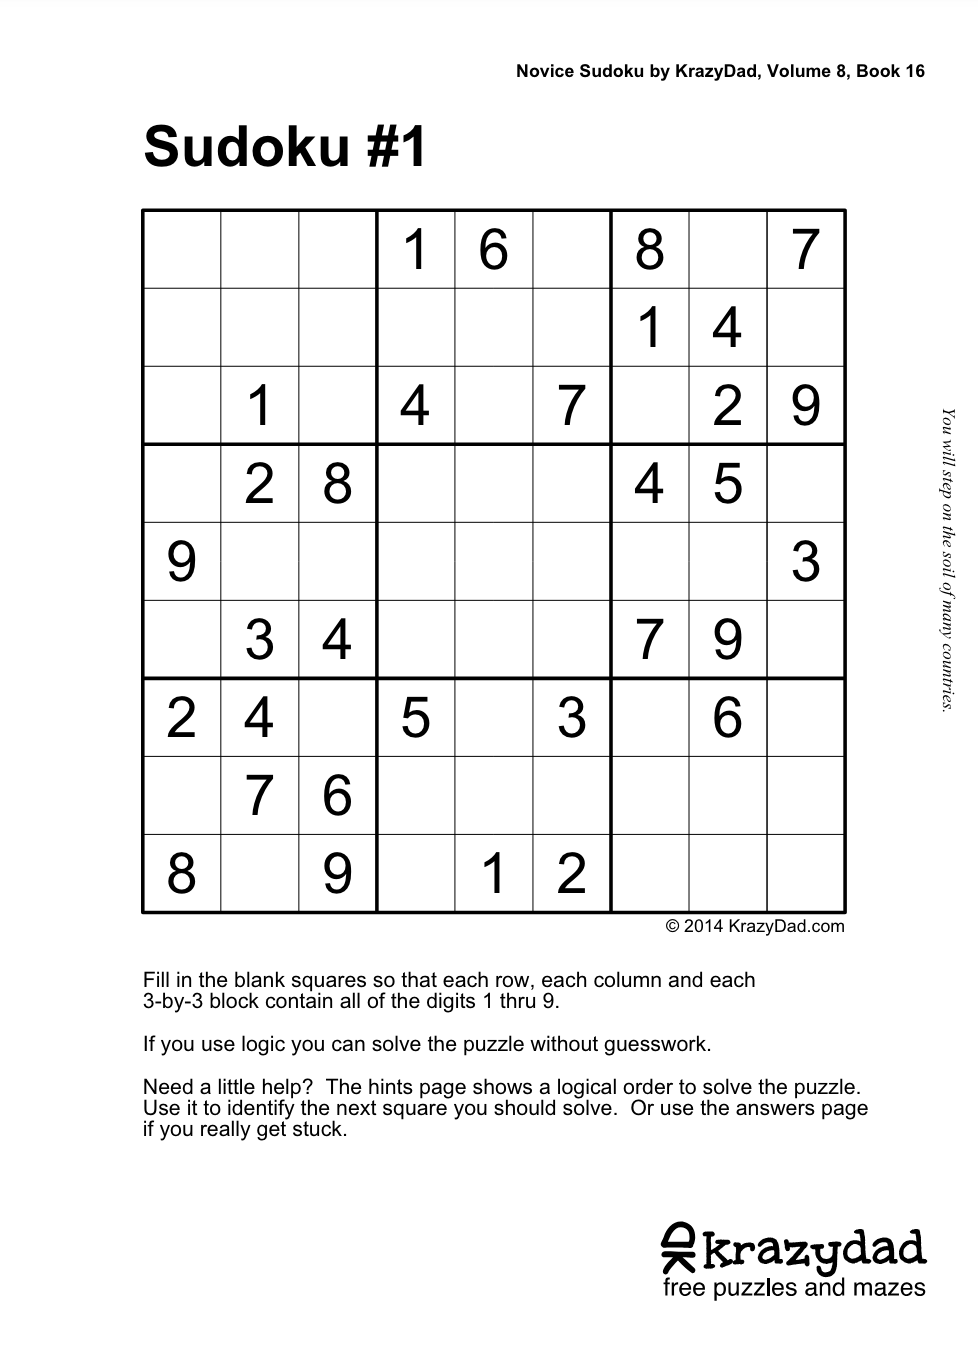 Novice Sudoku by KrazyDad, Volume 8, Book 16
Sudoku #1
1 6 8 7
1 4
1 4 7 2 9
2 8 4 5
9 3
3 4 7 9
2 4 5 3 6
7 6
8 9 1 2
You will step on the soil of many countries.
© 2014 KrazyDad.com
Fill in the blank squares so that each row, each column and each
3-by-3 block contain all of the digits 1 thru 9.
If you use logic you can solve the puzzle without guesswork.
Need a little help?  The hints page shows a logical order to solve the puzzle.
Use it to identify the next square you should solve.  Or use the answers page
if you really get stuck.
KD krazydad
free puzzles and mazes